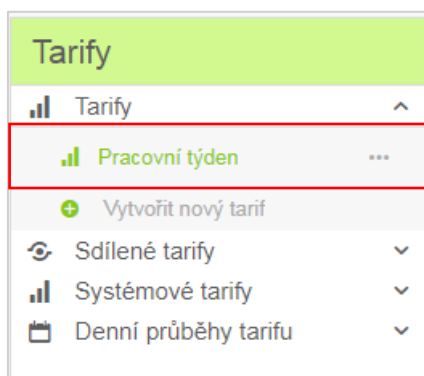 Tarify
Tarify
Pracovní týden
Vytvořit nový tarif
Sdílené tarify
Systémové tarify
Denní průběhy tarifu